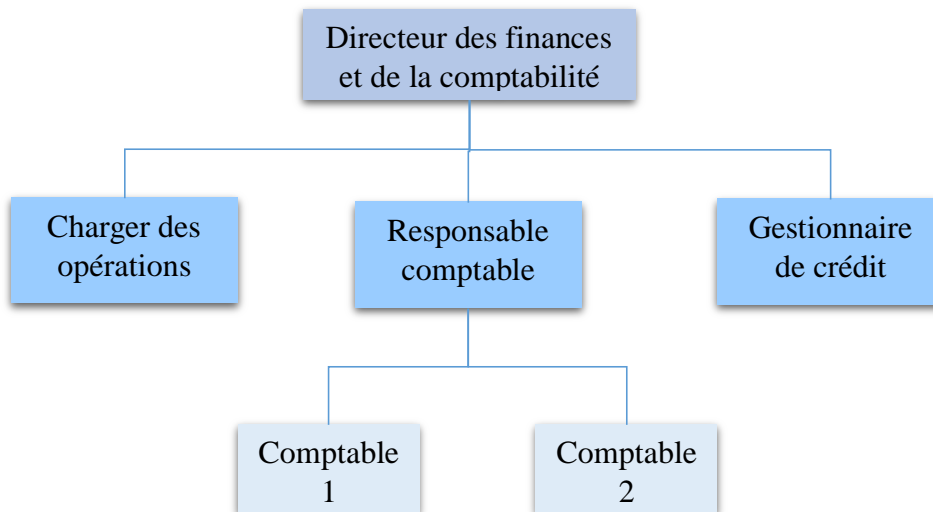 Directeur des finances
et de la comptabilité
Charger des
opérations
Responsable
comptable
Gestionnaire
de crédit
Comptable
1
Comptable
2